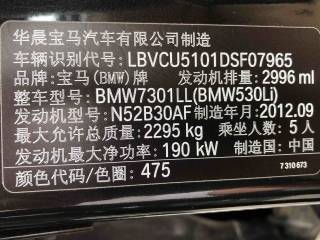 华晨宝马汽车有限公司制造
车辆识别代号: LBVCU5101DSF07965
品牌:宝马(BMW)牌 发动机排量: 2996 ml
整车型号: BMW7301LL(BMW530Li)
发动机型号: N52B30AF 制造年月: 2012.09
最大允许总质量: 2295 kg 乘坐人数: 5 人
发动机最大净功率: 190 kW 制造国: 中国
颜色代码/色圈: 475 7 310 673